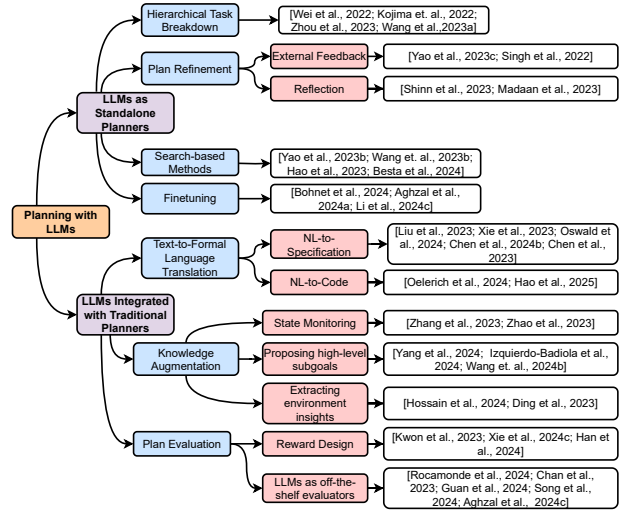 Hierarchical Task
Breakdown
[Wei et al., 2022; Kojima et. al., 2022;
Zhou et al., 2023; Wang et al.,2023a]
Plan Refinement
External Feedback
[Yao et al., 2023c; Singh et al., 2022]
Reflection
[Shinn et al., 2023; Madaan et al., 2023]
LLMs as
Standalone
Planners
Search-based
Methods
[Yao et al., 2023b; Wang et. al., 2023b;
Hao et al., 2023; Besta et al., 2024]
Finetuning
[Bohnet et al., 2024; Aghzal et al.,
2024a; Li et al., 2024c]
Planning with
LLMs
Text-to-Formal
Language
Translation
NL-to-
Specification
[Liu et al., 2023; Xie et al., 2023; Oswald et
al., 2024; Chen et al., 2024b; Chen et al.,
2023]
NL-to-Code
[Oelerich et al., 2024; Hao et al., 2025]
LLMs Integrated
with Traditional
Planners
State Monitoring
[Zhang et al., 2023; Zhao et al., 2023]
Knowledge
Augmentation
Proposing high-level
subgoals
[Yang et al., 2024; Izquierdo-Badiola et al.,
2024; Wang et. al., 2024b]
Extracting
environment
insights
[Hossain et al., 2024; Ding et al., 2023]
Plan Evaluation
Reward Design
[Kwon et al., 2023; Xie et al., 2024c; Han et
al., 2024]
LLMs as off-the-
shelf evaluators
[Rocamonde et al., 2024; Chan et al.,
2023; Guan et al., 2024; Song et al.,
2024; Aghzal et al., 2024c]